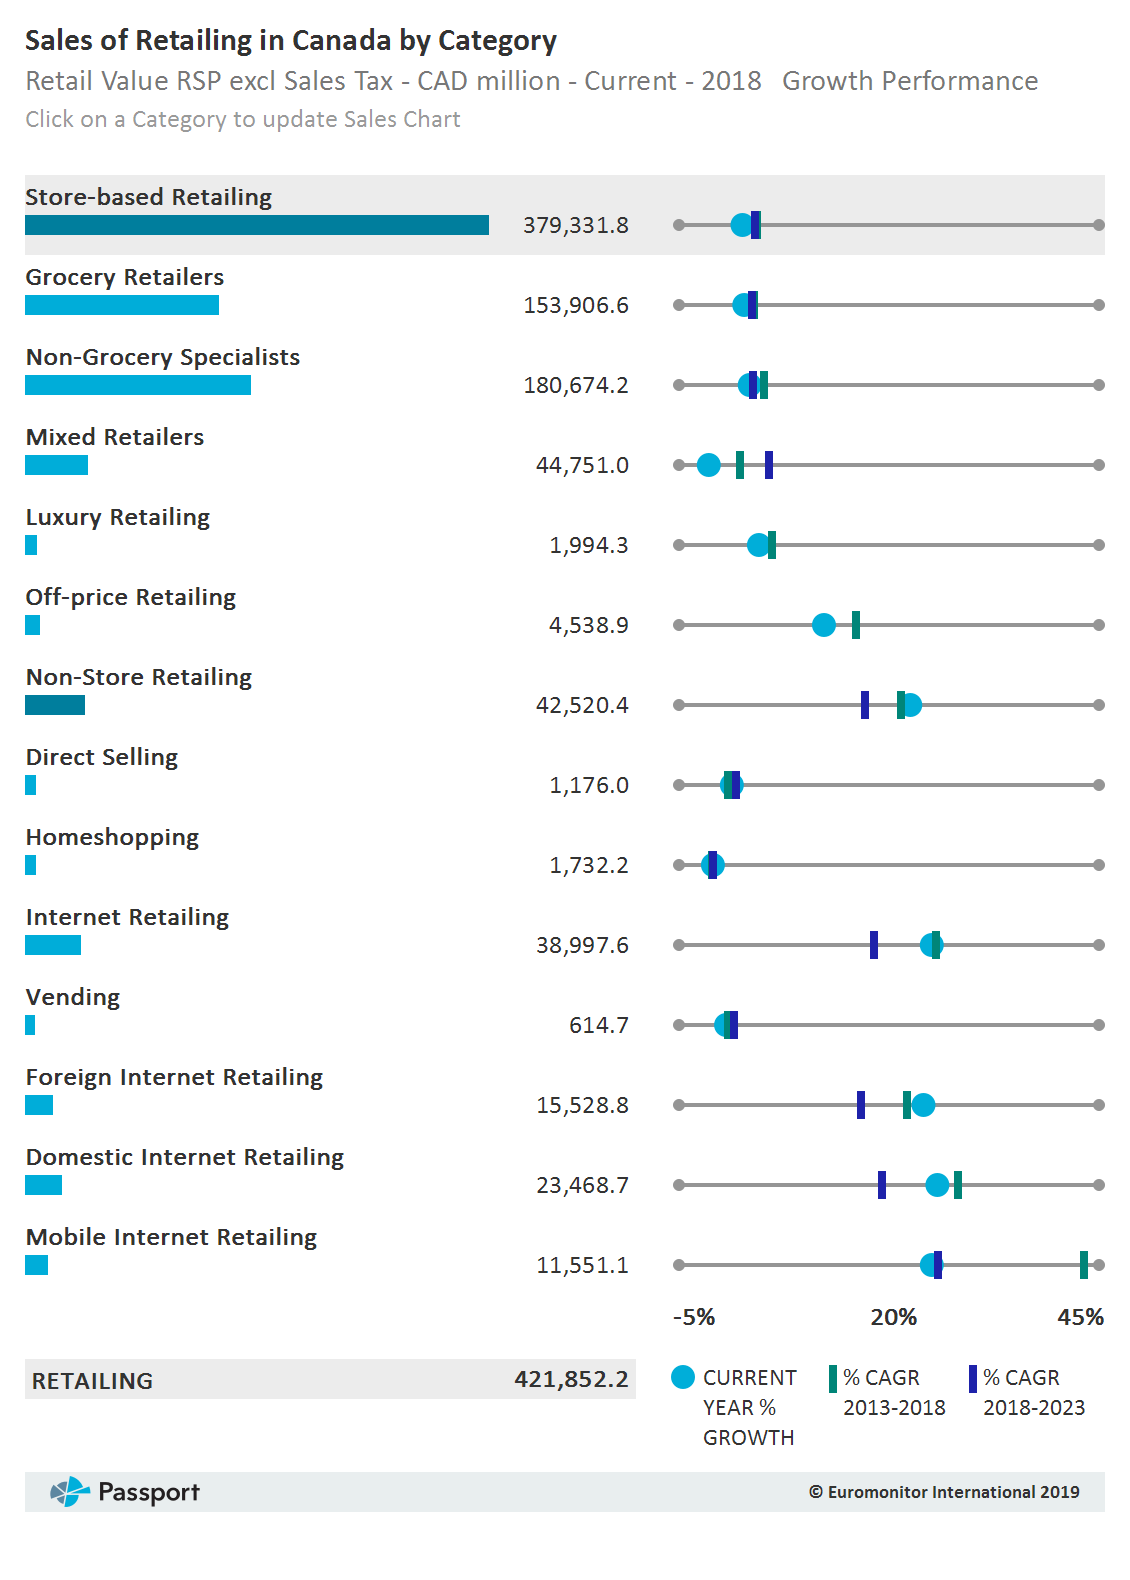 Sales of Retailing in Canada by Category
Retail Value RSP excl Sales Tax - CAD million - Current - 2018 Growth Performance
Click on a Category to update Sales Chart
Store-based Retailing
379,331.8
Grocery Retailers
153,906.6
Non-Grocery Specialists
180,674.2
Mixed Retailers
44,751.0
Luxury Retailing
1,994.3
Off-price Retailing
4,538.9
Non-Store Retailing
42,520.4
Direct Selling
1,176.0
Homeshopping
1,732.2
Internet Retailing
38,997.6
Vending
614.7
Foreign Internet Retailing
15,528.8
Domestic Internet Retailing
23,468.7
Mobile Internet Retailing
11,551.1
-5% 20% 45%
RETAILING 421,852.2
CURRENT YEAR % GROWTH
% CAGR 2013-2018
% CAGR 2018-2023
Passport
© Euromonitor International 2019